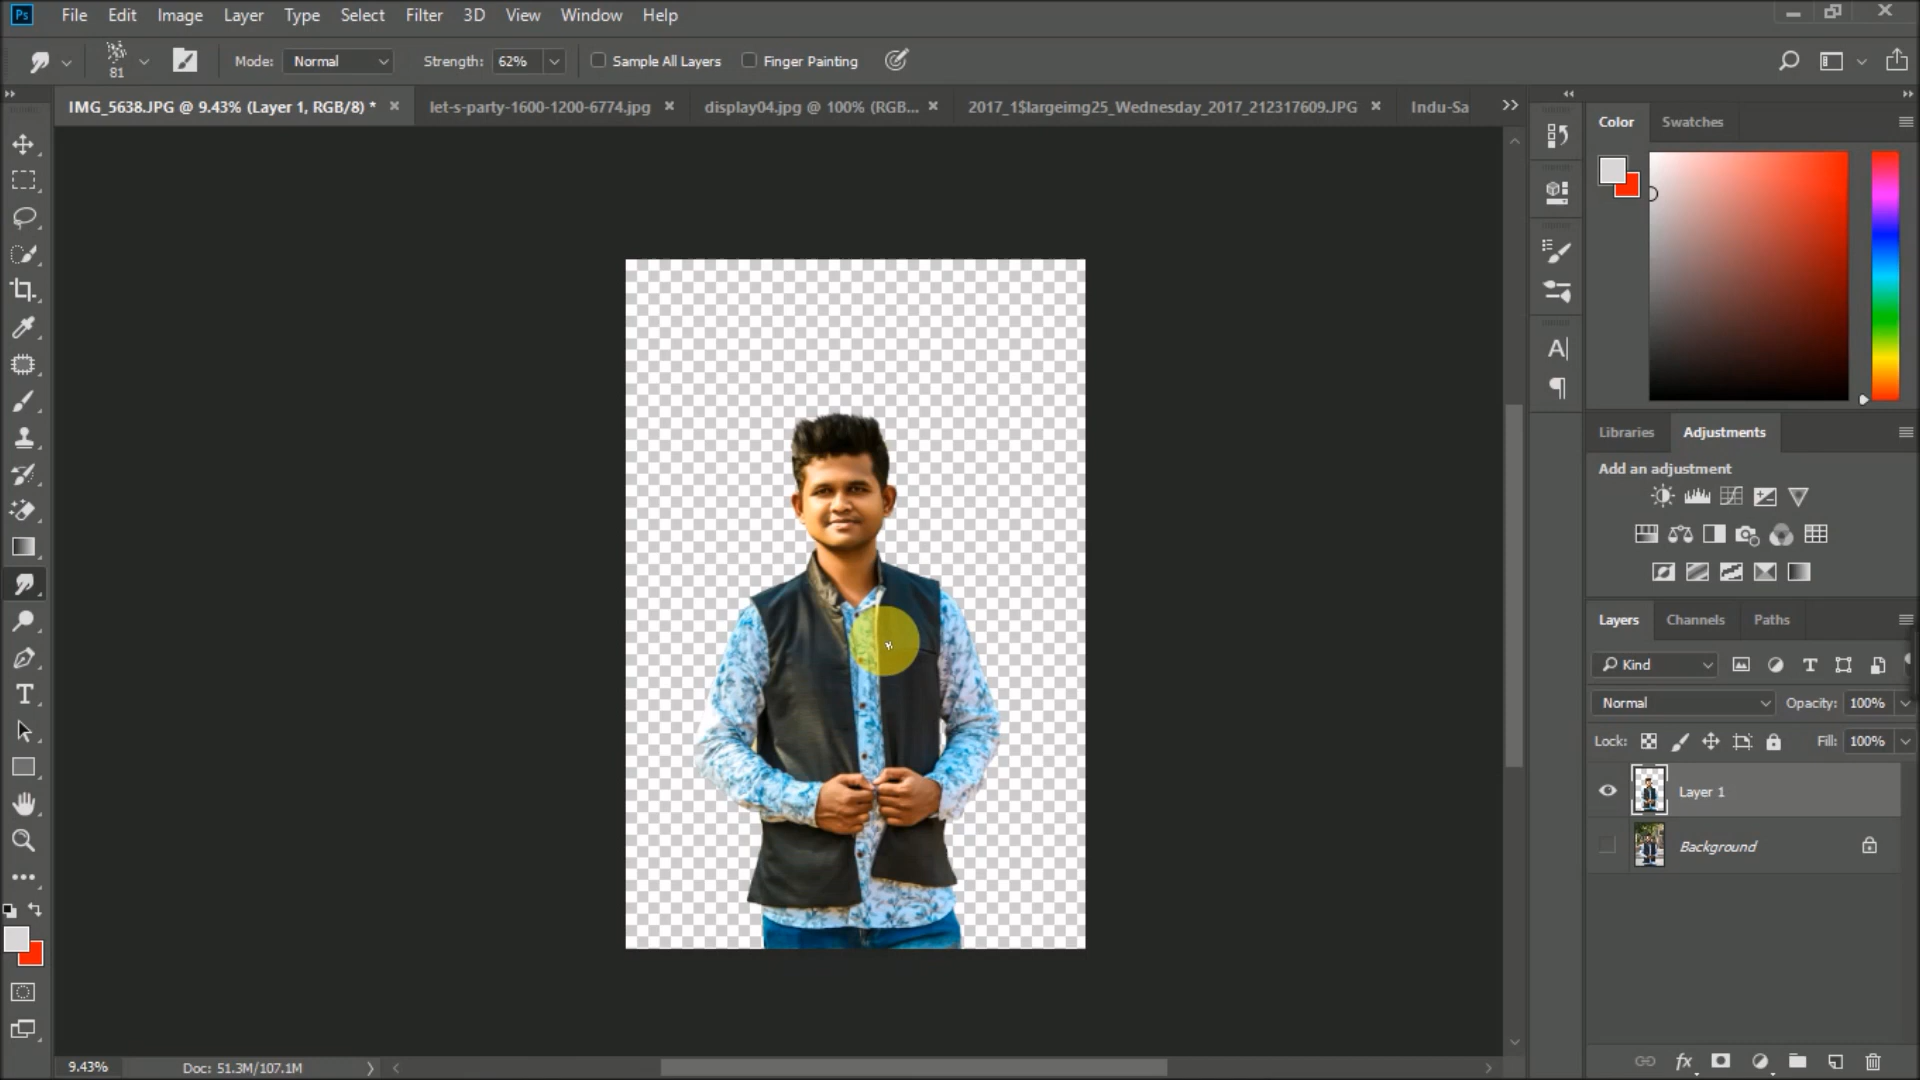 Ps File Edit Image Layer Type Select Filter 3D View Window Help
81 Mode: Normal Strength: 62% Sample All Layers Finger Painting
IMG_5638.JPG @ 9.43% (Layer 1, RGB/8) * let-s-party-1600-1200-6774.jpg display04.jpg @ 100% (RGB... 2017_1$largeimg25_Wednesday_2017_212317609.JPG Indu-Sa
Color Swatches
Libraries Adjustments
Add an adjustment
Layers Channels Paths
Kind
Normal Opacity: 100%
Lock: Fill: 100%
Layer 1
Background
9.43% Doc: 51.3M/107.1M